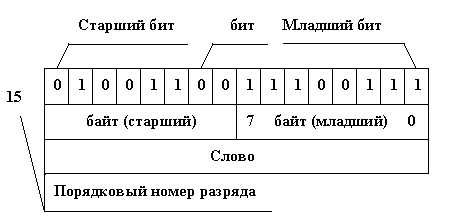 Старший бит бит Младший бит
0 1 0 0 1 1 0 0 1 1 1 0 0 1 1 1
15
байт (старший) 7 байт (младший) 0
Слово
Порядковый номер разряда